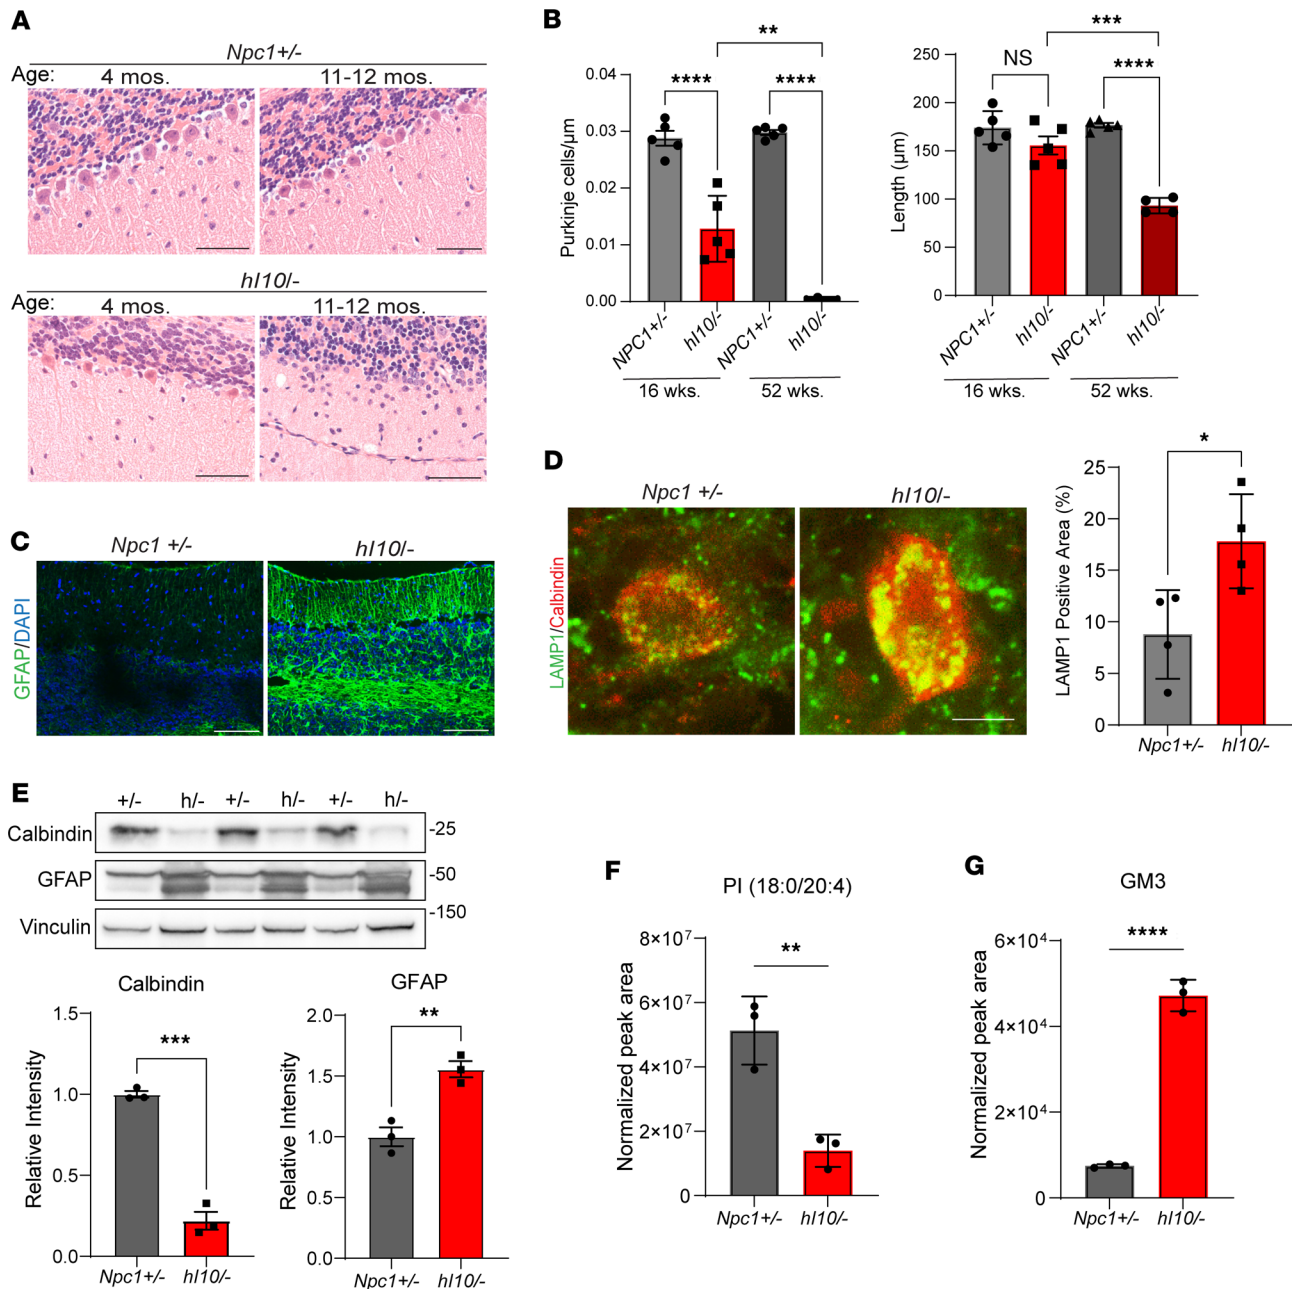 A
Npc1+/-
Age: 4 mos. 11-12 mos.
hI10/-
Age: 4 mos. 11-12 mos.
B
** 
**** ****
Purkinje cells/µm
0.04
0.03
0.02
0.01
0.00
NPC1+/- hI10/- NPC1+/- hI10/-
16 wks. 52 wks.
***
NS ****
Length (µm)
250
200
150
100
50
0
NPC1+/- hI10/- NPC1+/- hI10/-
16 wks. 52 wks.
C
Npc1 +/- hI10/-
GFAP/DAPI
D
Npc1 +/- hI10/-
LAMP1/Calbindin
*
LAMP1 Positive Area (%)
25
20
15
10
5
0
Npc1+/- hI10/-
E
+/- h/- +/- h/- +/- h/-
Calbindin -25
GFAP -50
Vinculin -150
Calbindin
***
Relative Intensity
1.5
1.0
0.5
0.0
Npc1+/- hI10/-
GFAP
**
Relative Intensity
2.0
1.5
1.0
0.5
0.0
Npc1+/- hI10/-
F
PI (18:0/20:4)
**
Normalized peak area
8×10⁷
6×10⁷
4×10⁷
2×10⁷
0
Npc1+/- hI10/-
G
GM3
****
Normalized peak area
6×10⁴
4×10⁴
2×10⁴
0
Npc1+/- hI10/-